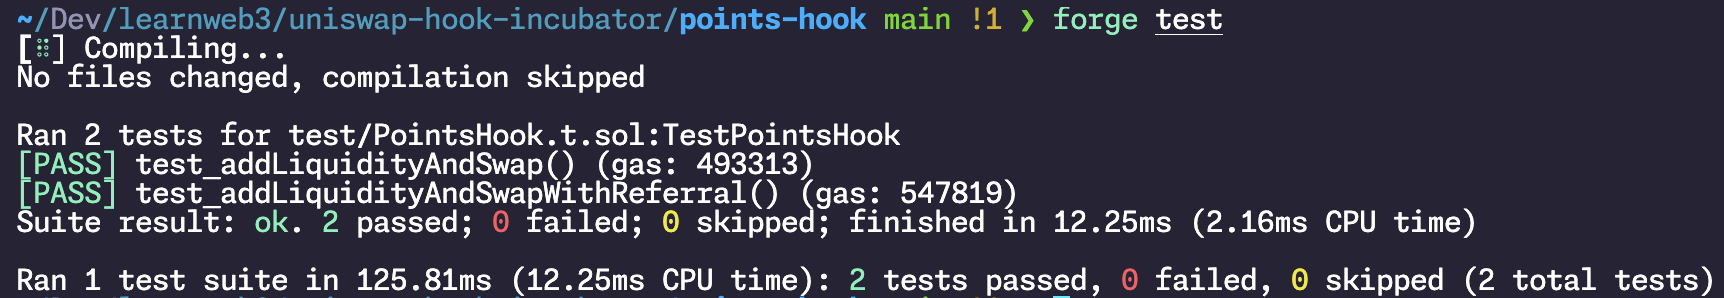 ~/Dev/learnweb3/uniswap-hook-incubator/points-hook main !1 ❯ forge test
[⠿] Compiling...
No files changed, compilation skipped
Ran 2 tests for test/PointsHook.t.sol:TestPointsHook
[PASS] test_addLiquidityAndSwap() (gas: 493313)
[PASS] test_addLiquidityAndSwapWithReferral() (gas: 547819)
Suite result: ok. 2 passed; 0 failed; 0 skipped; finished in 12.25ms (2.16ms CPU time)
Ran 1 test suite in 125.81ms (12.25ms CPU time): 2 tests passed, 0 failed, 0 skipped (2 total tests)